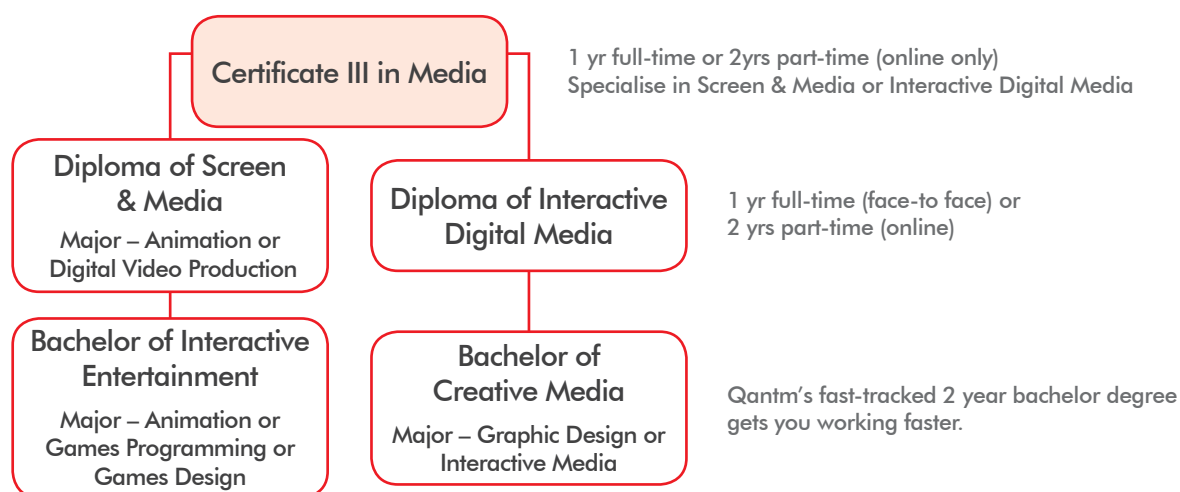 Certificate III in Media
1 yr full-time or 2yrs part-time (online only)
Specialise in Screen & Media or Interactive Digital Media
Diploma of Screen
& Media
Major – Animation or
Digital Video Production
Diploma of Interactive
Digital Media
1 yr full-time (face-to face) or
2 yrs part-time (online)
Bachelor of Interactive
Entertainment
Major – Animation or
Games Programming or
Games Design
Bachelor of
Creative Media
Major – Graphic Design or
Interactive Media
Qantm’s fast-tracked 2 year bachelor degree
gets you working faster.